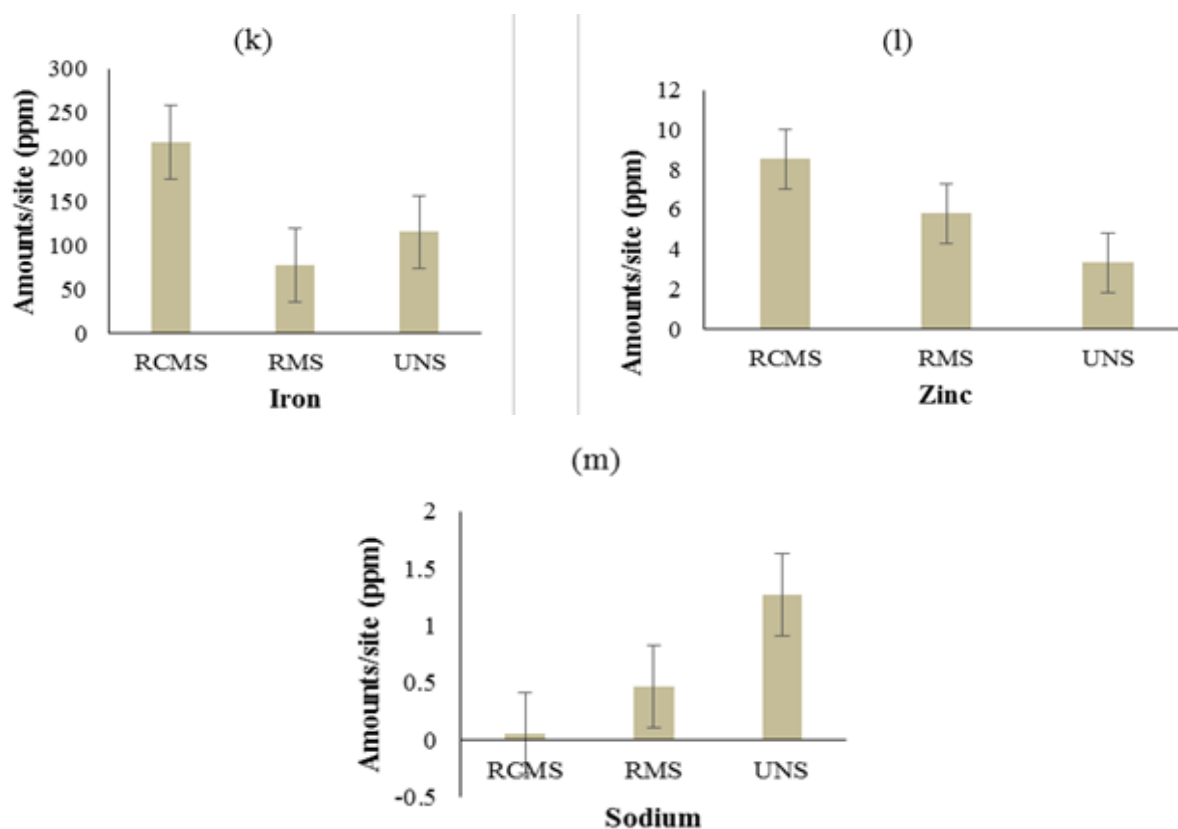 (k)
300
250
200
150
100
50
0
Amounts/site (ppm)
RCMS RMS UNS
Iron
(l)
12
10
8
6
4
2
0
Amounts/site (ppm)
RCMS RMS UNS
Zinc
(m)
2
1.5
1
0.5
0
-0.5
Amounts/site (ppm)
RCMS RMS UNS
Sodium